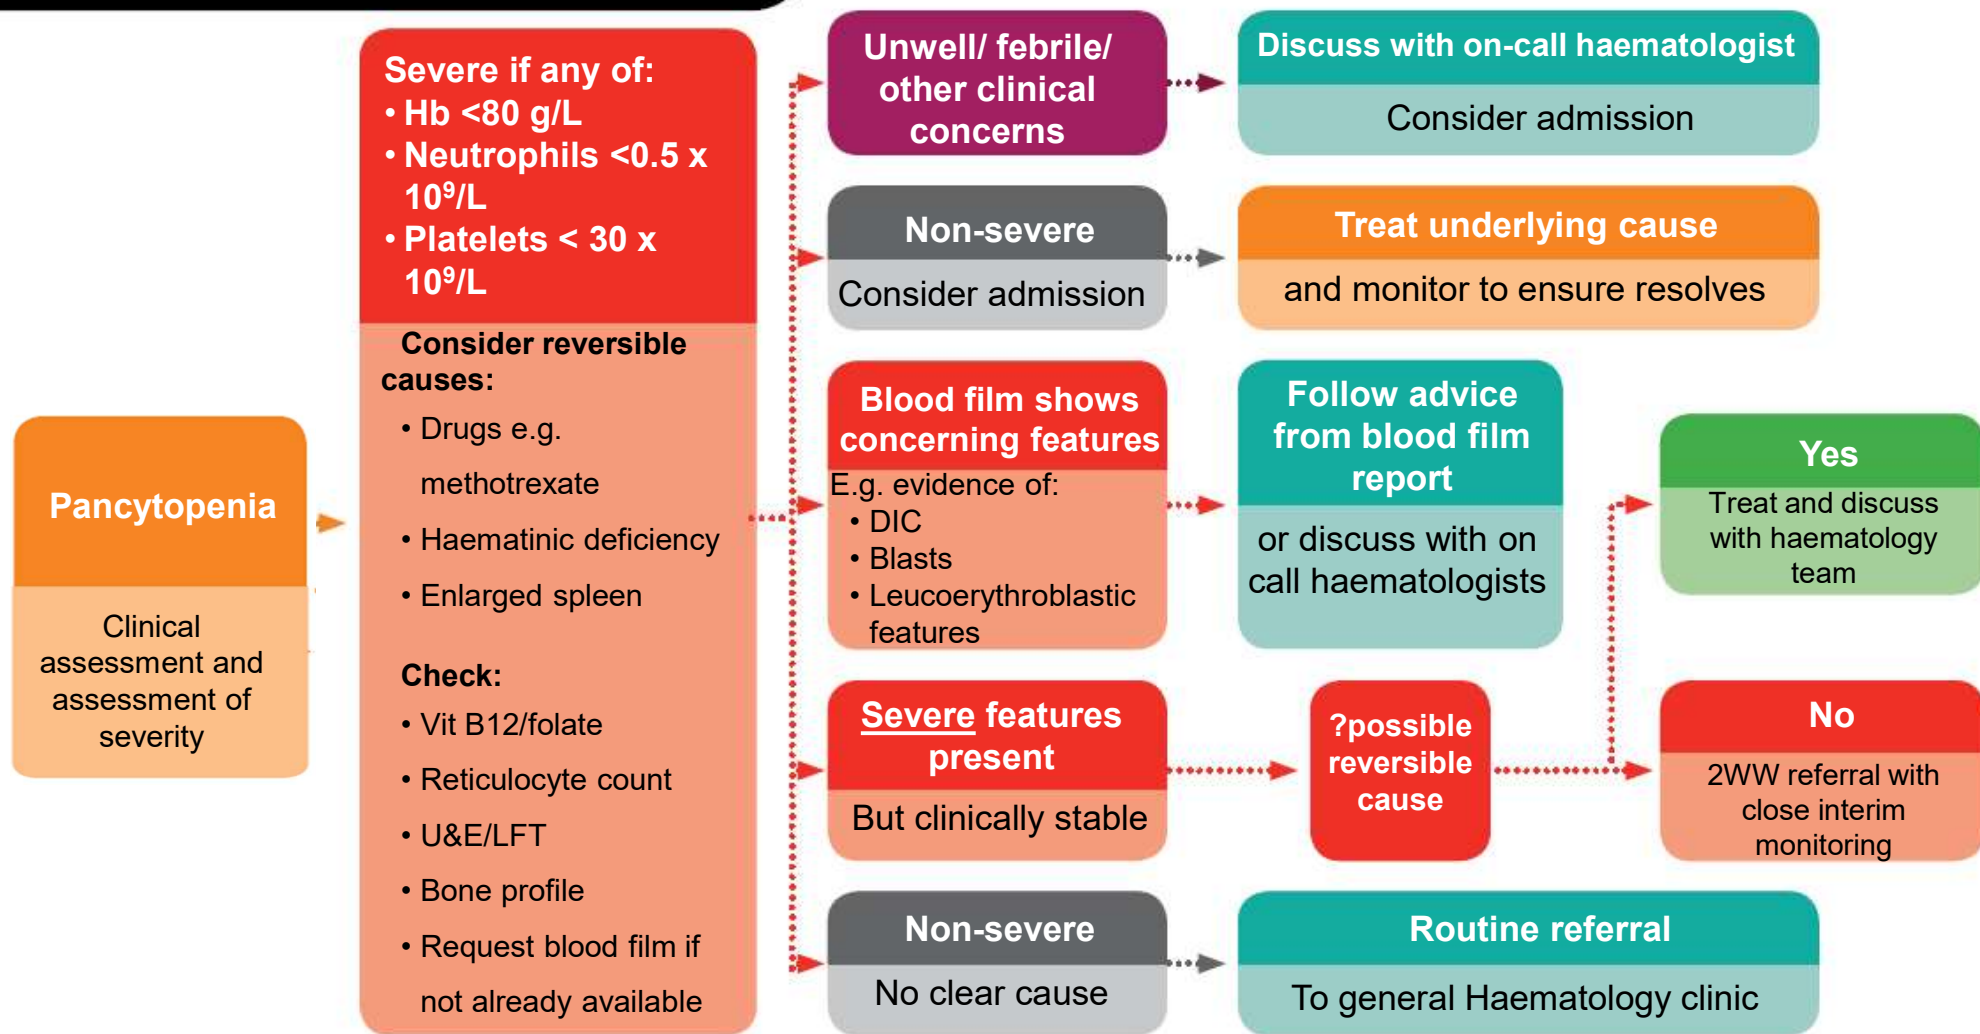 Pancytopenia
Clinical
assessment and
assessment of
severity
Severe if any of:
• Hb <80 g/L
• Neutrophils <0.5 x
10⁹/L
• Platelets < 30 x
10⁹/L
Consider reversible
causes:
• Drugs e.g.
methotrexate
• Haematinic deficiency
• Enlarged spleen
Check:
• Vit B12/folate
• Reticulocyte count
• U&E/LFT
• Bone profile
• Request blood film if
not already available
Unwell/ febrile/
other clinical
concerns
Discuss with on-call haematologist
Consider admission
Non-severe
Consider admission
Treat underlying cause
and monitor to ensure resolves
Blood film shows
concerning features
E.g. evidence of:
• DIC
• Blasts
• Leucoerythroblastic
features
Follow advice
from blood film
report
or discuss with on
call haematologists
Severe features
present
But clinically stable
?possible
reversible
cause
Yes
Treat and discuss
with haematology
team
No
2WW referral with
close interim
monitoring
Non-severe
No clear cause
Routine referral
To general Haematology clinic